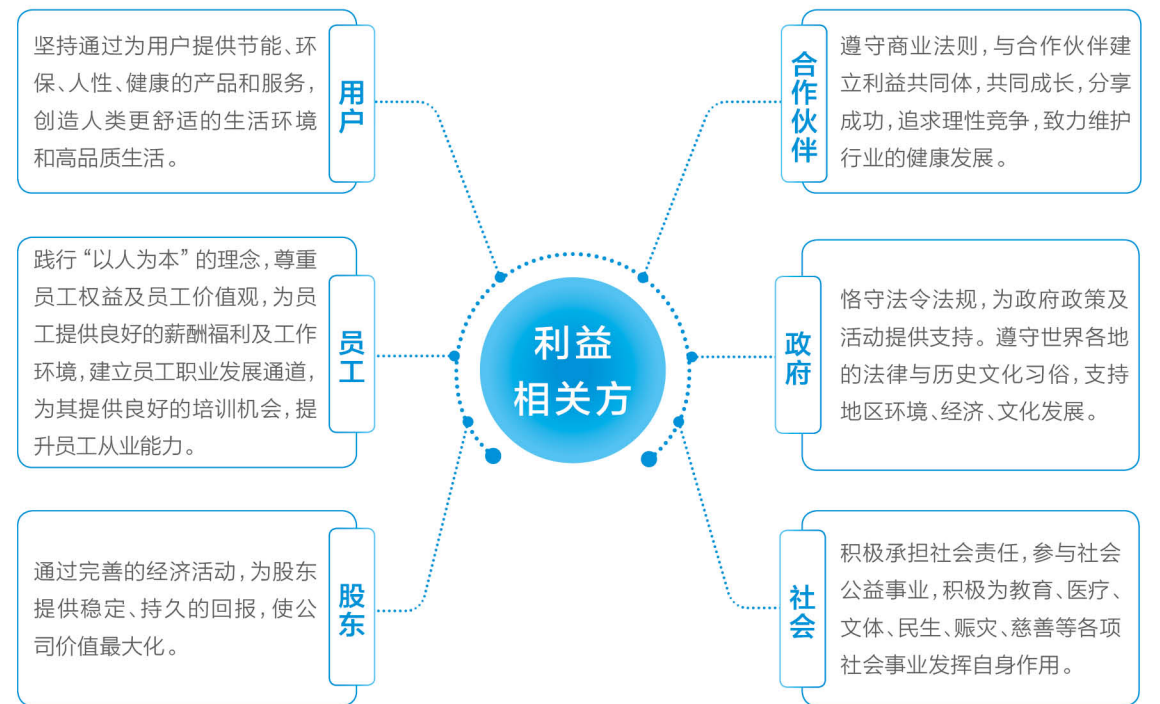 坚持通过为用户提供节能、环
保、人性、健康的产品和服务，
创造人类更舒适的生活环境
和高品质生活。
用户
践行“以人为本”的理念，尊重
员工权益及员工价值观，为员
工提供良好的薪酬福利及工作
环境，建立员工职业发展通道，
为其提供良好的培训机会，提
升员工从业能力。
员工
通过完善的经济活动，为股东
提供稳定、持久的回报，使公
司价值最大化。
股东
利益
相关方
合作伙伴
遵守商业法则，与合作伙伴建
立利益共同体，共同成长，分享
成功，追求理性竞争，致力维护
行业的健康发展。
政府
恪守法令法规，为政府政策及
活动提供支持。遵守世界各地
的法律与历史文化习俗，支持
地区环境、经济、文化发展。
社会
积极承担社会责任，参与社会
公益事业，积极为教育、医疗、
文体、民生、赈灾、慈善等各项
社会事业发挥自身作用。